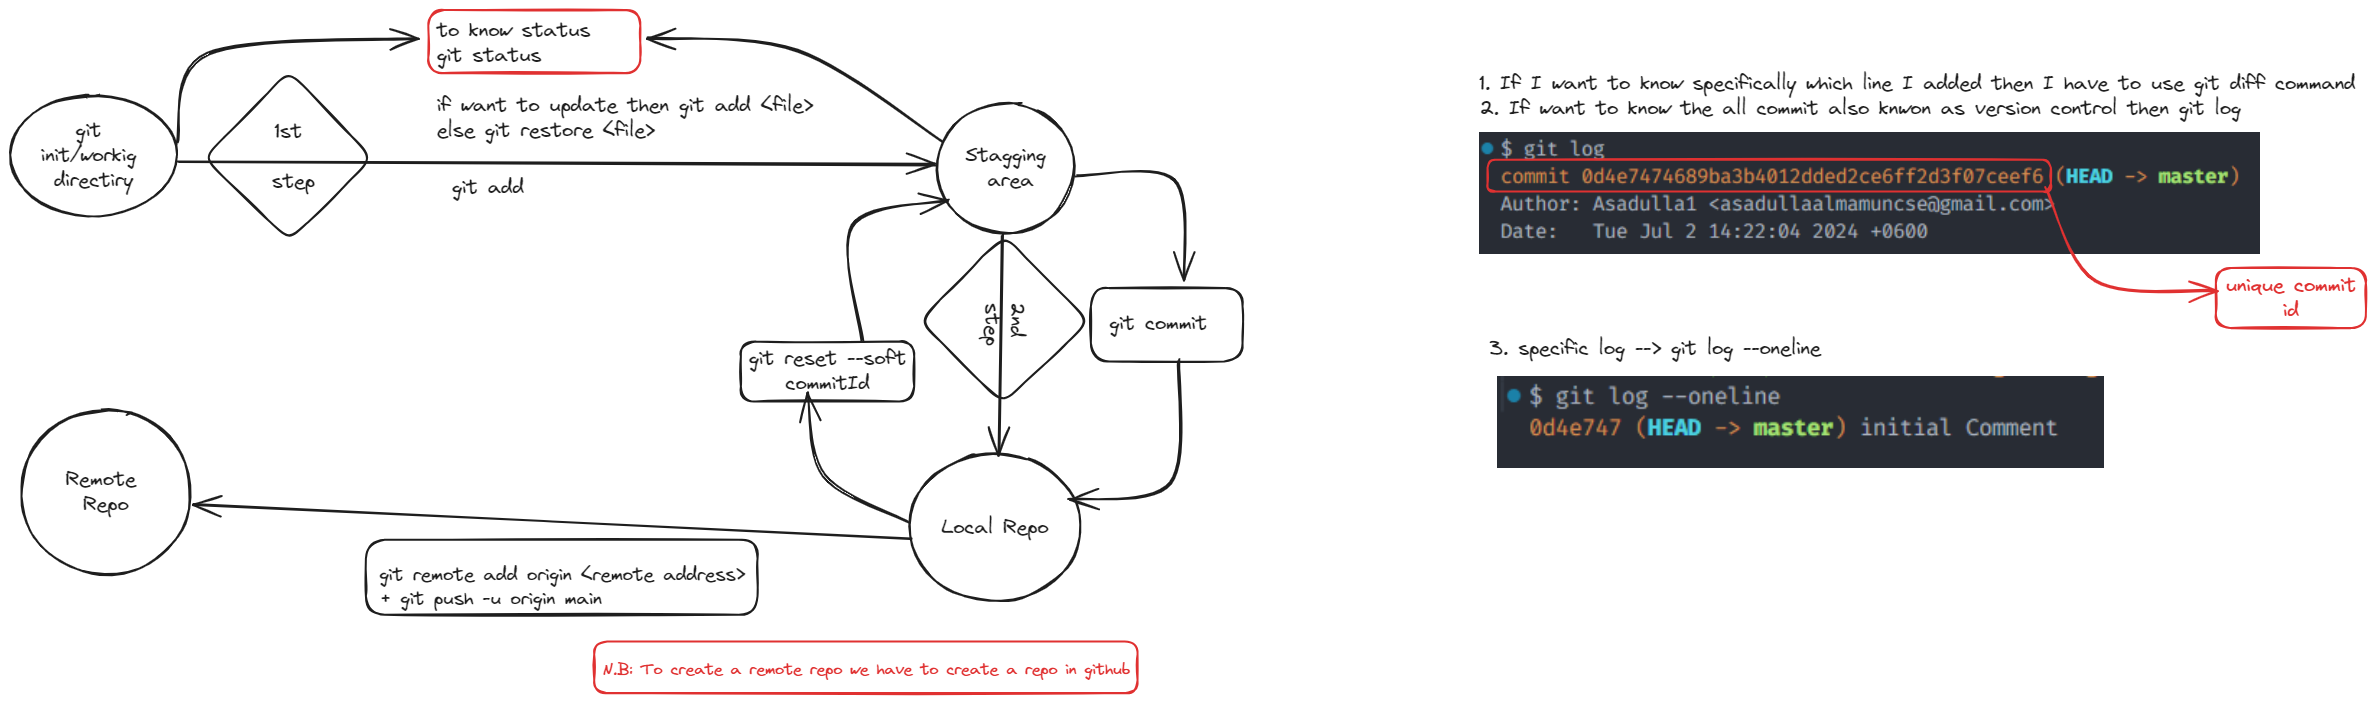 to know status
git status
git
init/workig
directiry
1st
step
if want to update then git add <file>
else git restore <file>
git add
Stagging
area
2nd
step
git commit
git reset --soft
commitId
Local Repo
Remote
Repo
git remote add origin <remote address>
+ git push -u origin main
N.B: To create a remote repo we have to create a repo in github
1. If I want to know specifically which line I added then I have to use git diff command
2. If want to know the all commit also knwon as version control then git log
$ git log
commit 0d4e7474689ba3b4012dded2ce6ff2d3f07ceef6 (HEAD -> master)
Author: Asadulla1 <asadullaalmamuncse@gmail.com>
Date:   Tue Jul 2 14:22:04 2024 +0600
unique commit
id
3. specific log --> git log --oneline
$ git log --oneline
0d4e747 (HEAD -> master) initial Comment